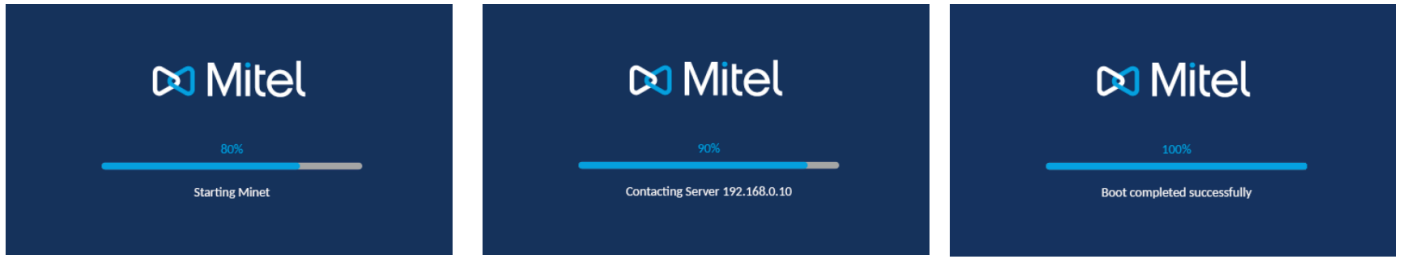 Mitel
80%
Starting Minet
Mitel
90%
Contacting Server 192.168.0.10
Mitel
100%
Boot completed successfully